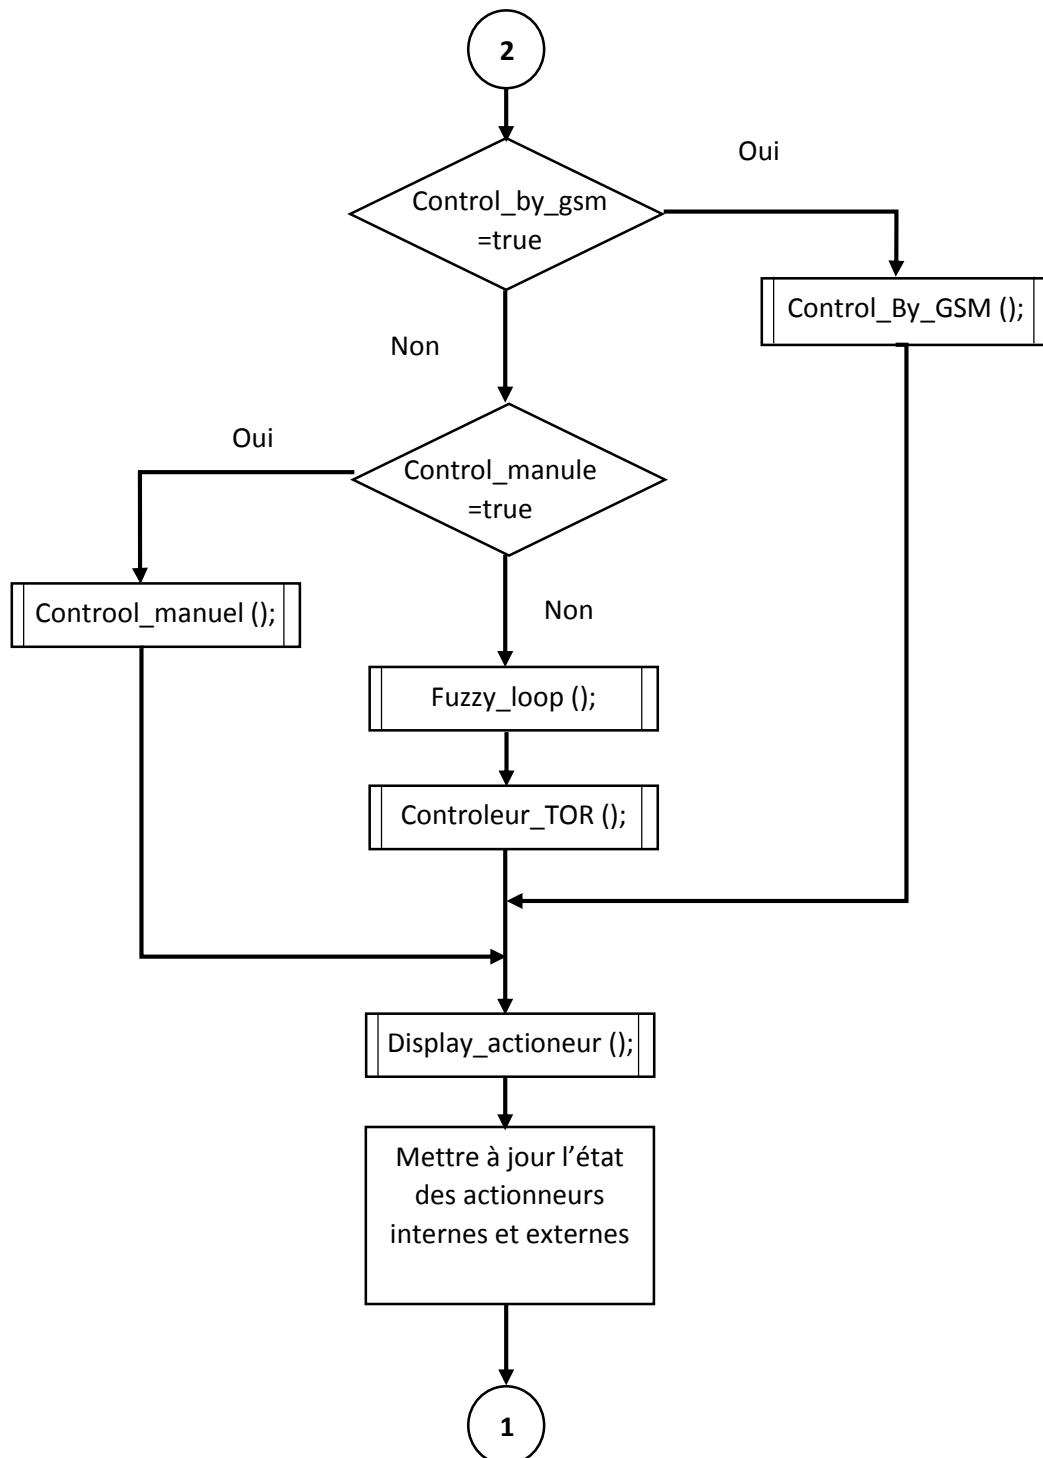 2
Oui
Control_by_gsm
=true
Control_By_GSM ();
Non
Oui
Control_manule
=true
Controol_manuel ();
Non
Fuzzy_loop ();
Controleur_TOR ();
Display_actioneur ();
Mettre à jour l’état
des actionneurs
internes et externes
1